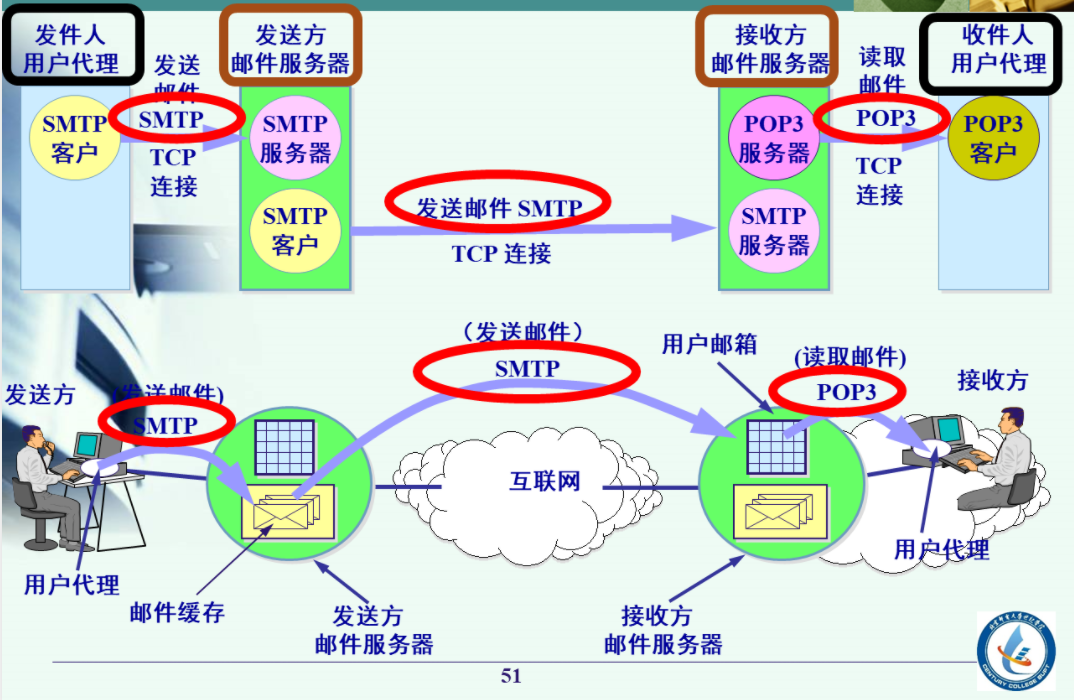 发件人
用户代理
发送
邮件
SMTP
TCP
连接
发送方
邮件服务器
接收方
邮件服务器
读取
邮件
POP3
TCP
连接
收件人
用户代理
SMTP
客户
SMTP
服务器
SMTP
客户
发送邮件 SMTP
TCP 连接
POP3
服务器
SMTP
服务器
POP3
客户
(发送邮件)
SMTP
用户邮箱
(读取邮件)
POP3
接收方
发送方
(发送邮件)
SMTP
互联网
用户代理
邮件缓存
发送方
邮件服务器
接收方
邮件服务器
用户代理
51
CENTURY COLLEGE BUPT